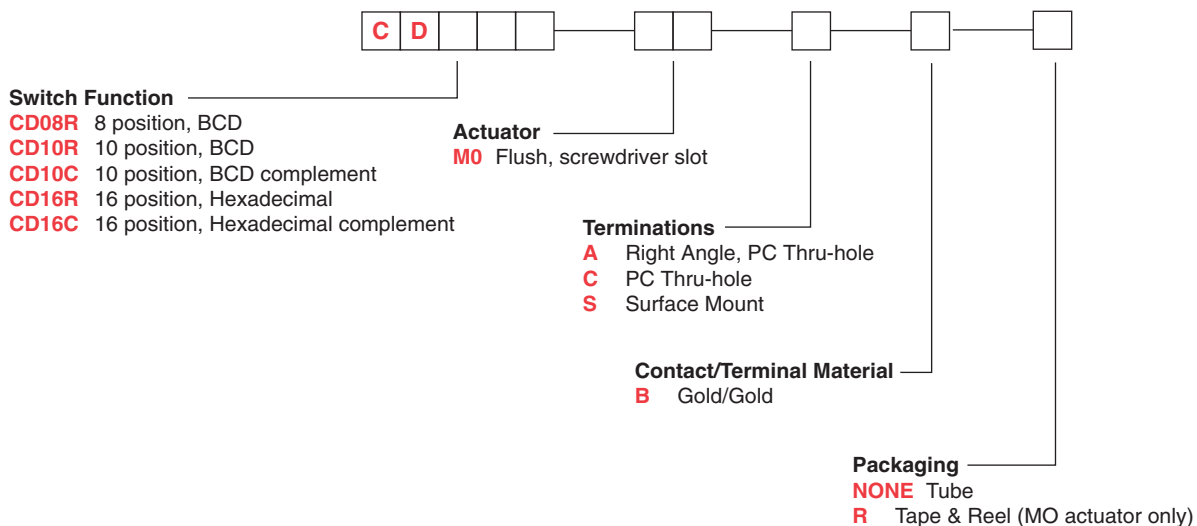 C D
Switch Function
CD08R 8 position, BCD
CD10R 10 position, BCD
CD10C 10 position, BCD complement
CD16R 16 position, Hexadecimal
CD16C 16 position, Hexadecimal complement
Actuator
M0 Flush, screwdriver slot
Terminations
A Right Angle, PC Thru-hole
C PC Thru-hole
S Surface Mount
Contact/Terminal Material
B Gold/Gold
Packaging
NONE Tube
R Tape & Reel (MO actuator only)